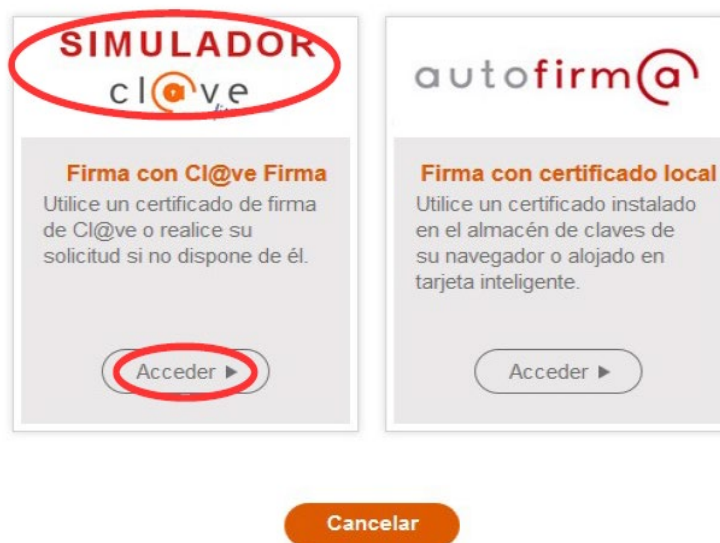 SIMULADOR
cl@ve
autofirm@
Firma con Cl@ve Firma
Utilice un certificado de firma
de Cl@ve o realice su
solicitud si no dispone de él.
Acceder ▶
Firma con certificado local
Utilice un certificado instalado
en el almacén de claves de
su navegador o alojado en
tarjeta inteligente.
Acceder ▶
Cancelar